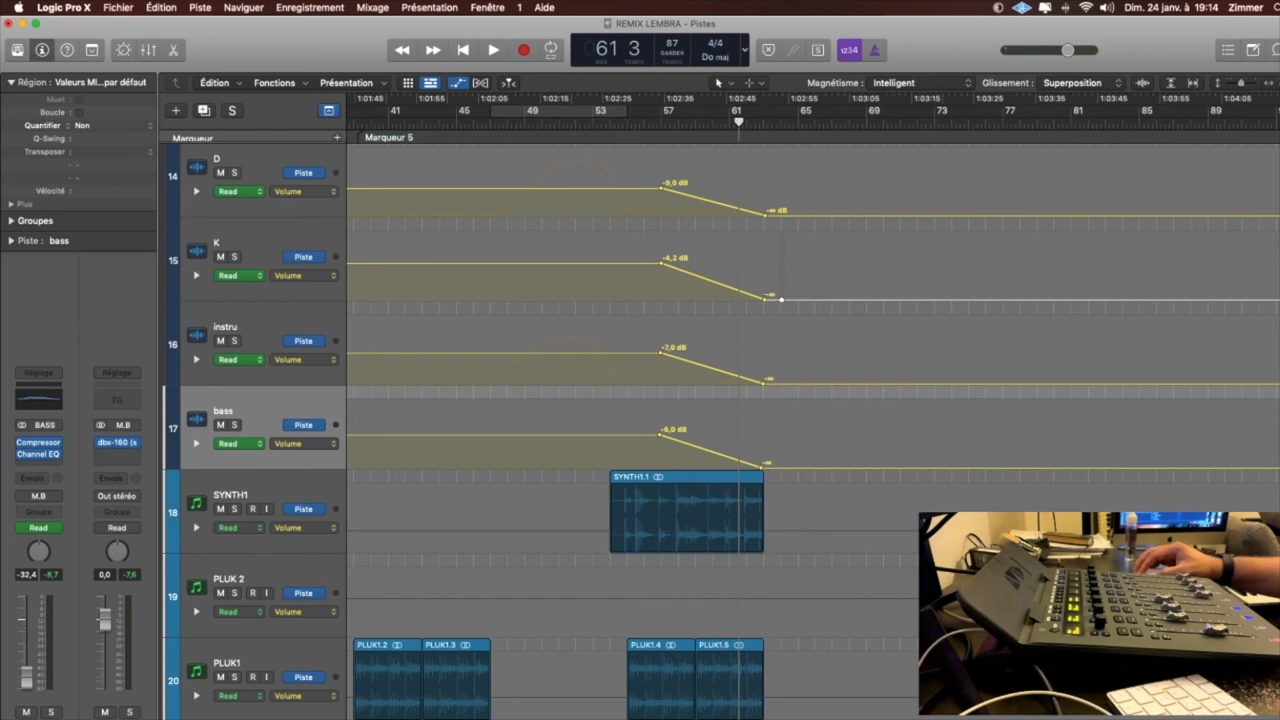 Logic Pro X Fichier Édition Piste Naviguer Enregistrement Mixage Présentation Fenêtre 1 Aide Dim. 24 janv. à 19:14 Zimmer
REMIX LEMBRA - Pistes
61 3 87 4/4
MES TEMPS GARDER TEMPO Do maj
1234
Région : Valeurs MI...par défaut
Édition Fonctions Présentation Magnétisme : Intelligent Glissement : Superposition
1:01:45 1:01:55 1:02:05 1:02:15 1:02:25 1:02:35 1:02:45 1:02:55 1:03:05 1:03:15 1:03:25 1:03:35 1:03:45 1:03:55 1:04:05
41 45 49 53 57 61 65 69 73 77 81 85 89
Muet :
Boucle :
Quantifier Non
Q-Swing :
Transposer :
Vélocité :
Plus
Groupes
Piste : bass
S
Marqueur +
Marqueur 5
14 D
M S Piste
Read Volume
-9,0 dB
-∞ dB
15 K
M S Piste
Read Volume
-4,2 dB
-∞
16 instru
M S Piste
Read Volume
-7,0 dB
-∞
17 bass
M S Piste
Read Volume
-6,0 dB
-∞
18 SYNTH1
M S R I Piste
Read Volume
SYNTH1.1
19 PLUK 2
M S R I Piste
Read Volume
20 PLUK1
M S R I Piste
Read Volume
PLUK1.2 PLUK1.3 PLUK1.4 PLUK1.5
Réglage Réglage
EQ
BASS M.B
Compressor dbx-160 (s
Channel EQ
Envois Envois
M.B Out stéréo
Groupe Groupe
Read Read
-32,4 -8,7 0,0 -7,6
M S M S